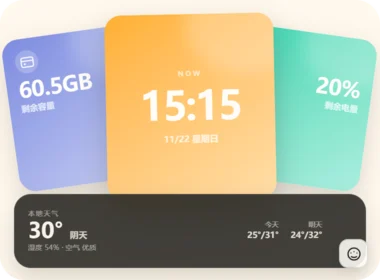 60.5GB
剩余容量
NOW
15:15
11/22 星期日
20%
剩余电量
本地天气
30° 阴天
湿度 54% · 空气 优质
今天
25°/31°
明天
24°/32°